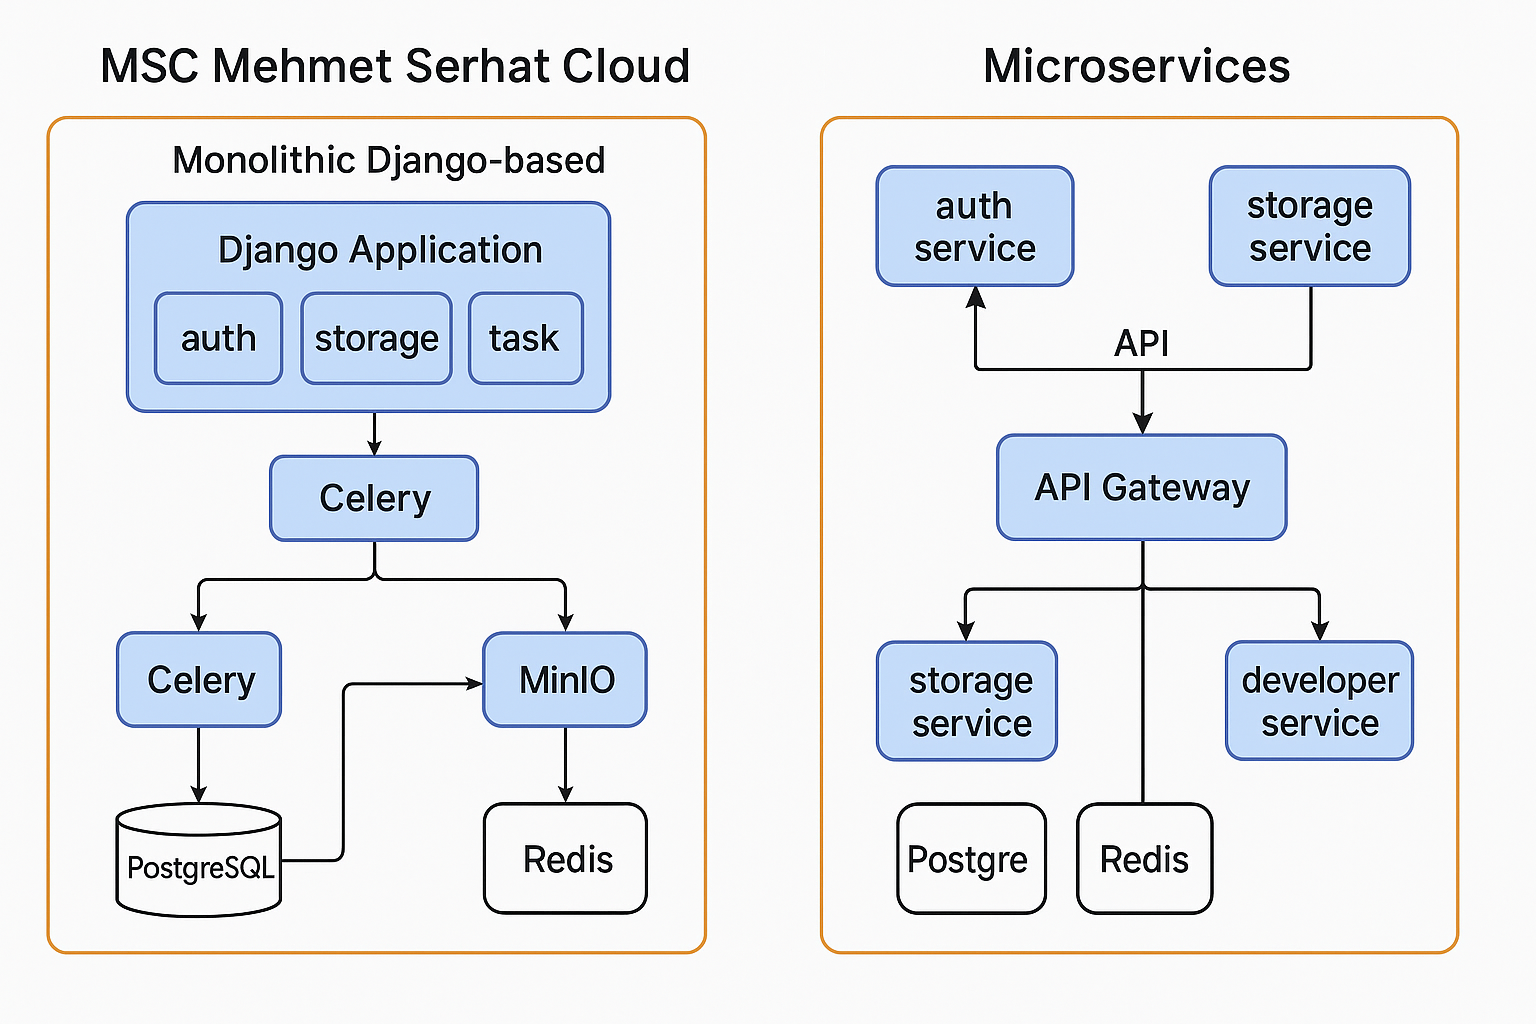 MSC Mehmet Serhat Cloud
Monolithic Django-based
Django Application
auth
storage
task
Celery
Celery
MinIO
PostgreSQL
Redis
Microservices
auth
service
storage
service
API
API Gateway
storage
service
developer
service
Postgre
Redis